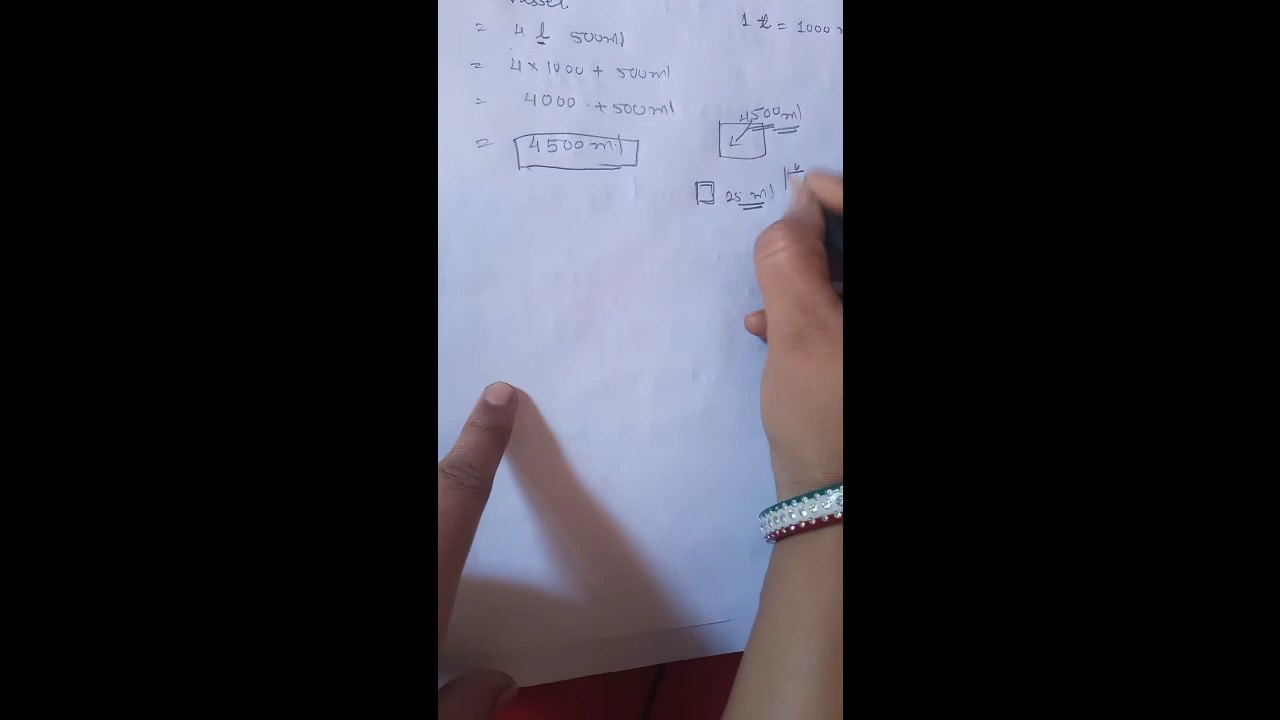 = 4 l 500ml
1 l = 1000
= 4 × 1000 + 500ml
= 4000 + 500ml
4500ml
= 4500ml
25 ml